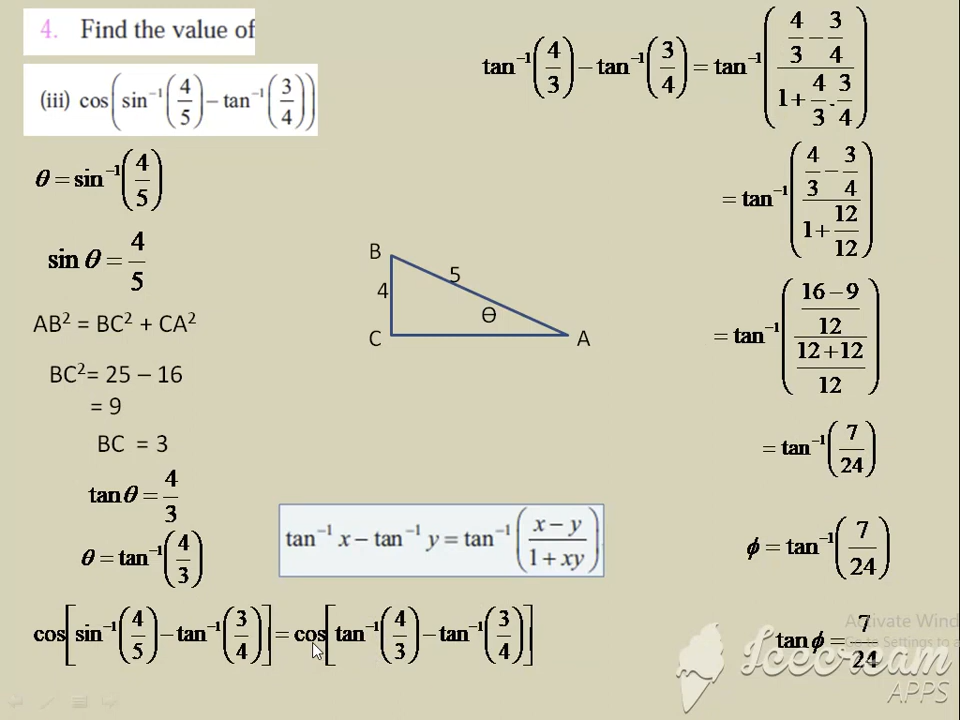 4. Find the value of
(iii) cos(sin⁻¹(4/5) − tan⁻¹(3/4))
θ = sin⁻¹(4/5)
sin θ = 4/5
AB² = BC² + CA²
BC² = 25 – 16
= 9
BC = 3
tan θ = 4/3
θ = tan⁻¹(4/3)
cos[sin⁻¹(4/5) − tan⁻¹(3/4)] = cos[tan⁻¹(4/3) − tan⁻¹(3/4)]
B
5
4
Θ
C
A
tan⁻¹ x − tan⁻¹ y = tan⁻¹((x − y)/(1 + xy))
tan⁻¹(4/3) − tan⁻¹(3/4) = tan⁻¹((4/3 − 3/4)/(1 + 4/3 . 3/4))
= tan⁻¹((4/3 − 3/4)/(1 + 12/12))
= tan⁻¹(((16 − 9)/12)/((12 + 12)/12))
= tan⁻¹(7/24)
ϕ = tan⁻¹(7/24)
tan ϕ = 7/24
Activate Wind
Go to Settings to a
Icecream
APPS